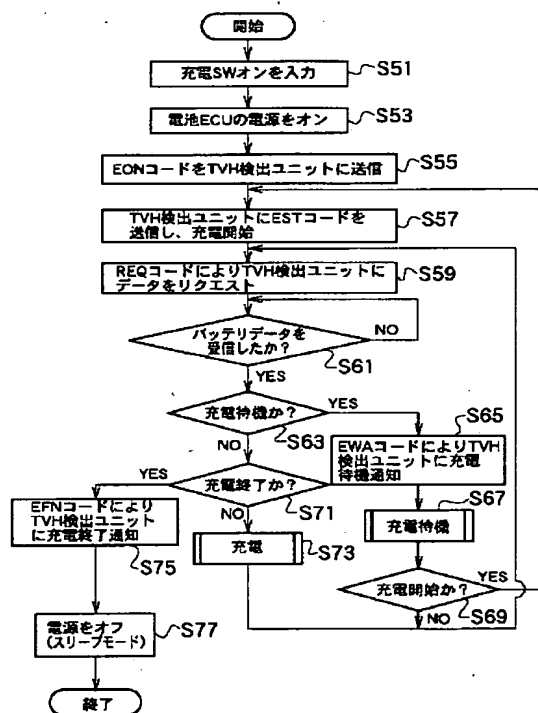 開始
充電SWオンを入力
S51
電池ECUの電源をオン
S53
EONコードをTVH検出ユニットに送信
S55
TVH検出ユニットにESTコードを
送信し、充電開始
S57
REQコードによりTVH検出ユニットに
データをリクエスト
S59
バッテリデータを
受信したか？
NO
S61
YES
充電待機か？
YES
S63
NO
S65
EWAコードによりTVH
検出ユニットに充電
待機通知
充電終了か？
YES
S71
NO
EFNコードにより
TVH検出ユニット
に充電終了通知
S75
充電
S73
S67
充電待機
充電開始か？
YES
S69
NO
電源をオフ
(スリープモード)
S77
終了